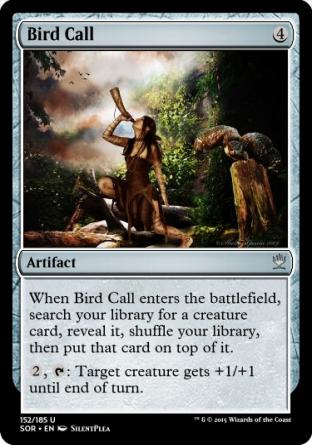 Bird Call 4
Artifact
When Bird Call enters the battlefield,
search your library for a creature
card, reveal it, shuffle your library,
then put that card on top of it.
2, T: Target creature gets +1/+1
until end of turn.
152/185 U
SOR • EN SilentPlea
™ & © 2015 Wizards of the Coast